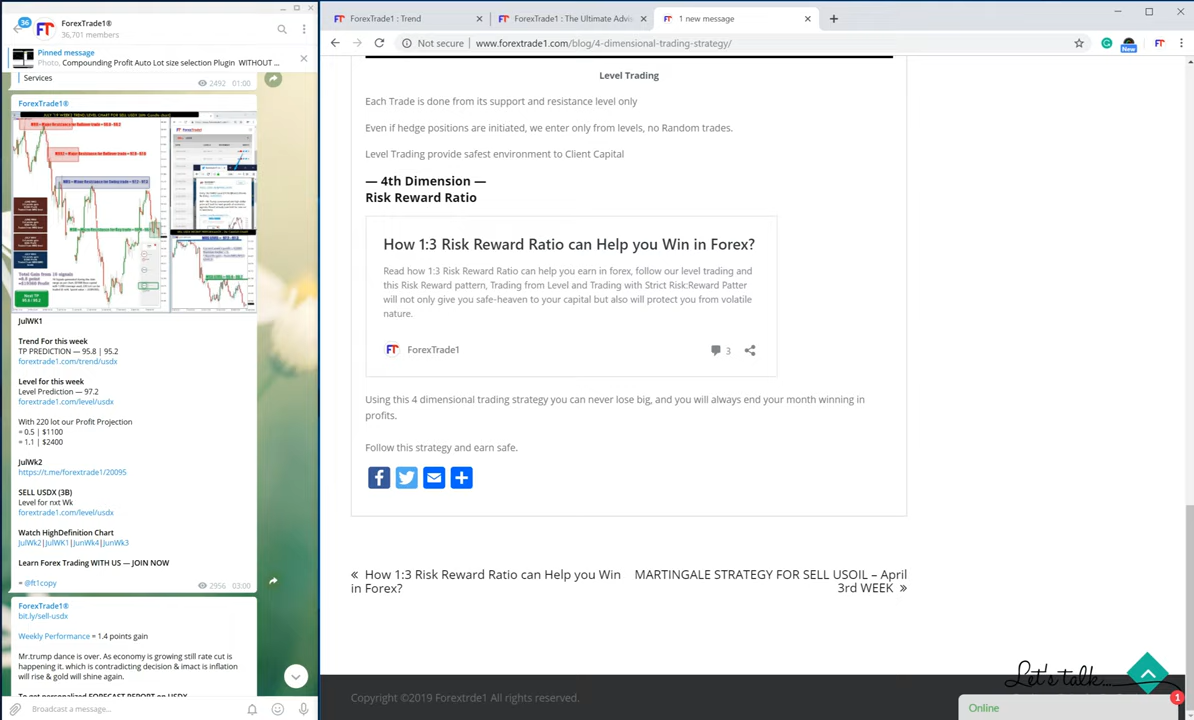 36
ForexTrade1®
36,701 members
Pinned message
Photo, Compounding Profit Auto Lot size selection Plugin WITHOUT ...
Services
2492 01:00
ForexTrade1®
JulWK1
Trend For this week
TP PREDICTION — 95.8 | 95.2
forextrade1.com/trend/usdx
Level for this week
Level Prediction — 97.2
forextrade1.com/level/usdx
With 220 lot our Profit Projection
= 0.5 | $1100
= 1.1 | $2400
JulWk2
https://t.me/forextrade1/20095
SELL USDX (3B)
Level for nxt Wk
forextrade1.com/level/usdx
Watch HighDefinition Chart
JulWk2|JulWK1|JunWk4|JunWk3
Learn Forex Trading WITH US — JOIN NOW
= @ft1copy
2956 03:00
ForexTrade1®
bit.ly/sell-usdx
Weekly Performance = 1.4 points gain
Mr.trump dance is over. As economy is growing still rate cut is
happening it. which is contradicting decision & imact is inflation
will rise & gold will shine again.
To get personalized FORECAST REPORT on USDX
Broadcast a message...
ForexTrade1 : Trend
ForexTrade1 : The Ultimate Advis
1 new message
Not secure | www.forextrade1.com/blog/4-dimensional-trading-strategy/
New
Level Trading
Each Trade is done from its support and resistance level only
Even if hedge positions are initiated, we enter only from levels, no Random trades.
Level Trading provide safest environment to Client Capital
— 4th Dimension —
Risk Reward Ratio
How 1:3 Risk Reward Ratio can Help you Win in Forex?
Read how 1:3 Risk Reward Ratio can help you earn in forex, follow our level trading and
this Risk Reward pattern, Trading from Level and Trading with Strict Risk:Reward Patter
will not only give you safe-heaven to your capital but also will protect you from volatile
nature.
FT ForexTrade1
3
Using this 4 dimensional trading strategy you can never lose big, and you will always end your month winning in
profits.
Follow this strategy and earn safe.
« How 1:3 Risk Reward Ratio can Help you Win
in Forex?
MARTINGALE STRATEGY FOR SELL USOIL – April
3rd WEEK »
Let's talk...
Copyright ©2019 Forextrde1 All rights reserved.
Online
1